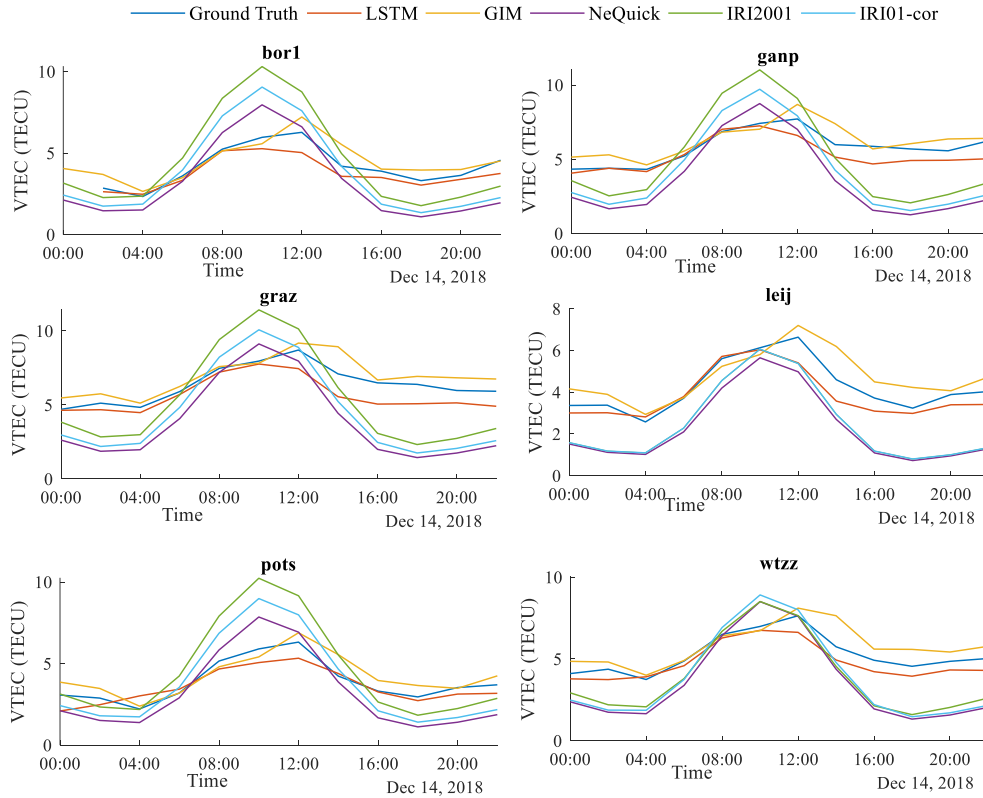 Ground Truth LSTM GIM NeQuick IRI2001 IRI01-cor
bor1
VTEC (TECU)
10
5
0
00:00 04:00 08:00 12:00 16:00 20:00
Time
Dec 14, 2018
ganp
VTEC (TECU)
10
5
0
00:00 04:00 08:00 12:00 16:00 20:00
Time
Dec 14, 2018
graz
VTEC (TECU)
10
5
0
00:00 04:00 08:00 12:00 16:00 20:00
Time
Dec 14, 2018
leij
VTEC (TECU)
8
6
4
2
0
00:00 04:00 08:00 12:00 16:00 20:00
Time
Dec 14, 2018
pots
VTEC (TECU)
10
5
0
00:00 04:00 08:00 12:00 16:00 20:00
Time
Dec 14, 2018
wtzz
VTEC (TECU)
10
5
0
00:00 04:00 08:00 12:00 16:00 20:00
Time
Dec 14, 2018